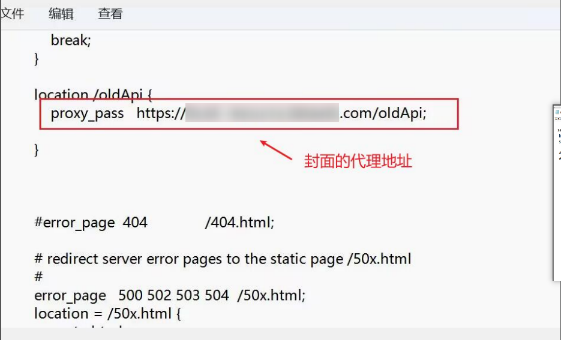 文件 编辑 查看
break;
}
location /oldApi {
proxy_pass https:// .com/oldApi;
}
封面的代理地址
#error_page 404 /404.html;
# redirect server error pages to the static page /50x.html
#
error_page 500 502 503 504 /50x.html;
location = /50x.html {